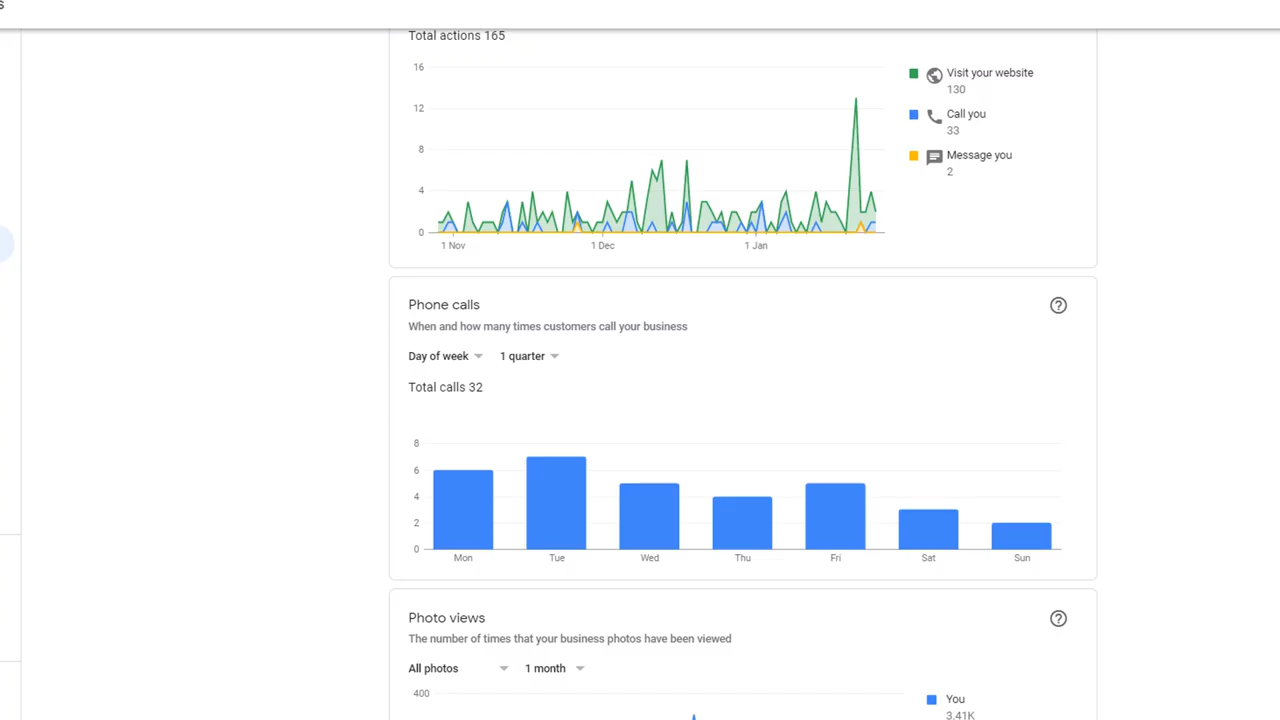 s
Total actions 165
16
12
8
4
0
1 Nov
1 Dec
1 Jan
Visit your website
130
Call you
33
Message you
2
Phone calls
When and how many times customers call your business
Day of week 1 quarter
Total calls 32
8
6
4
2
0
Mon Tue Wed Thu Fri Sat Sun
Photo views
The number of times that your business photos have been viewed
All photos 1 month
400
You
3.41K